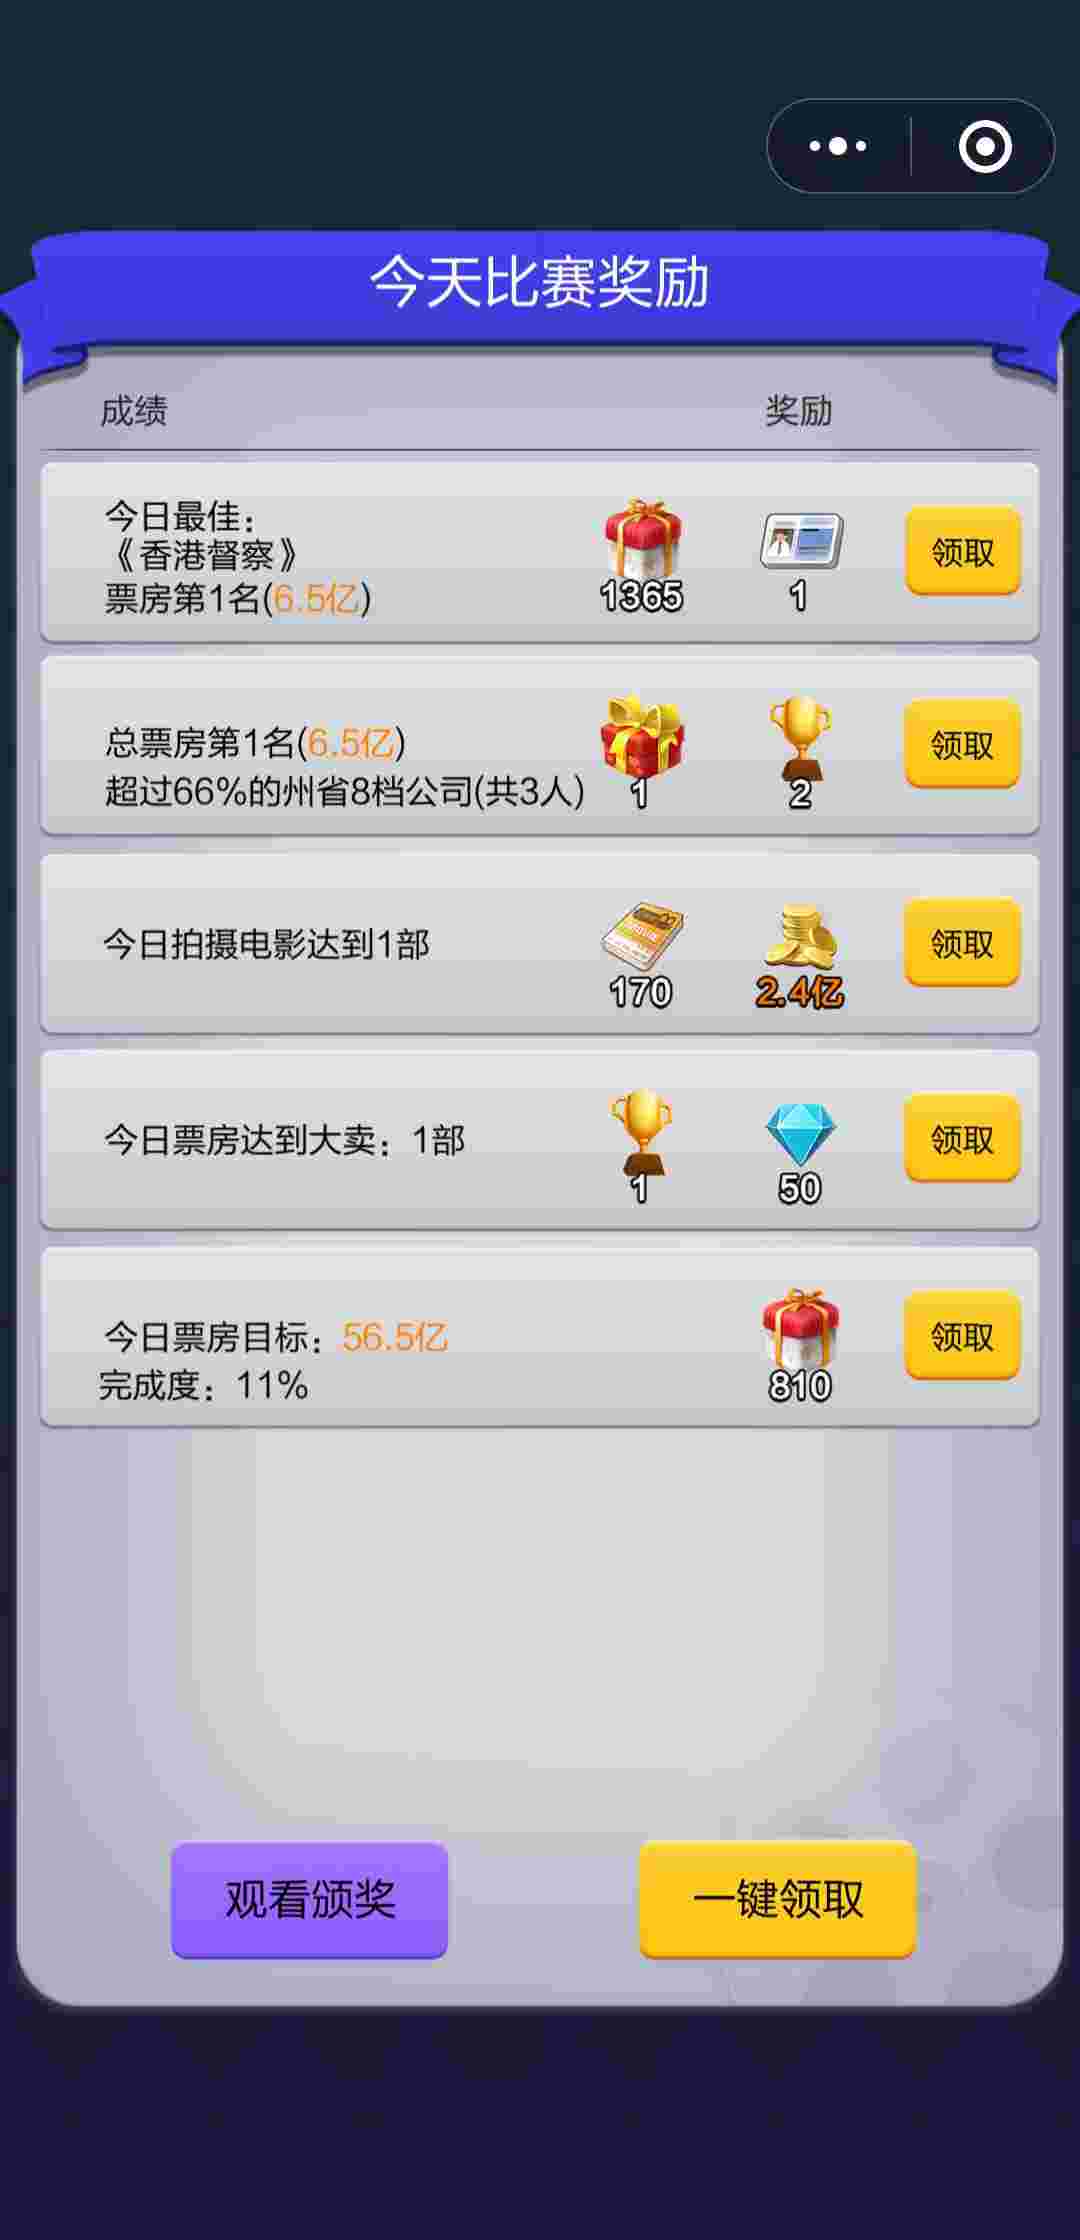 今天比赛奖励
成绩 奖励
今日最佳：
《香港督察》
票房第1名(6.5亿)
1365 1 领取
总票房第1名(6.5亿)
超过66%的州省8档公司(共3人)
1 2 领取
今日拍摄电影达到1部
170 2.4亿 领取
今日票房达到大卖：1部
1 50 领取
今日票房目标：56.5亿
完成度：11%
810 领取
观看颁奖 一键领取